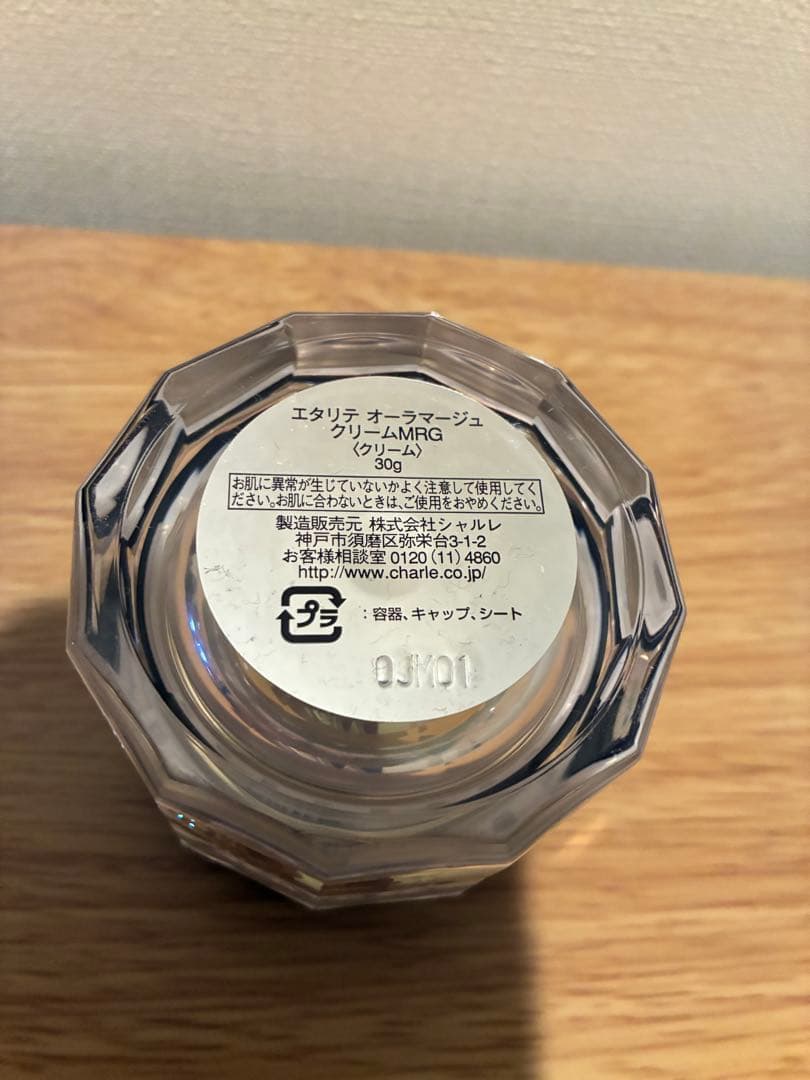 エタリテ オーラマージュ
クリームMRG
〈クリーム〉
30g
お肌に異常が生じていないかよく注意して使用してく
ださい。お肌に合わないときは、ご使用をおやめください。
製造販売元 株式会社シャルレ
神戸市須磨区弥栄台3-1-2
お客様相談室 0120(11)4860
http://www.charle.co.jp/
プラ :容器、キャップ、シート
0JM01